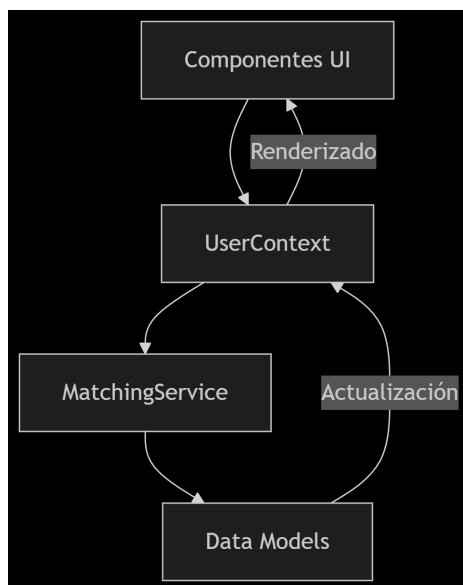 Componentes UI
Renderizado
UserContext
MatchingService
Actualización
Data Models